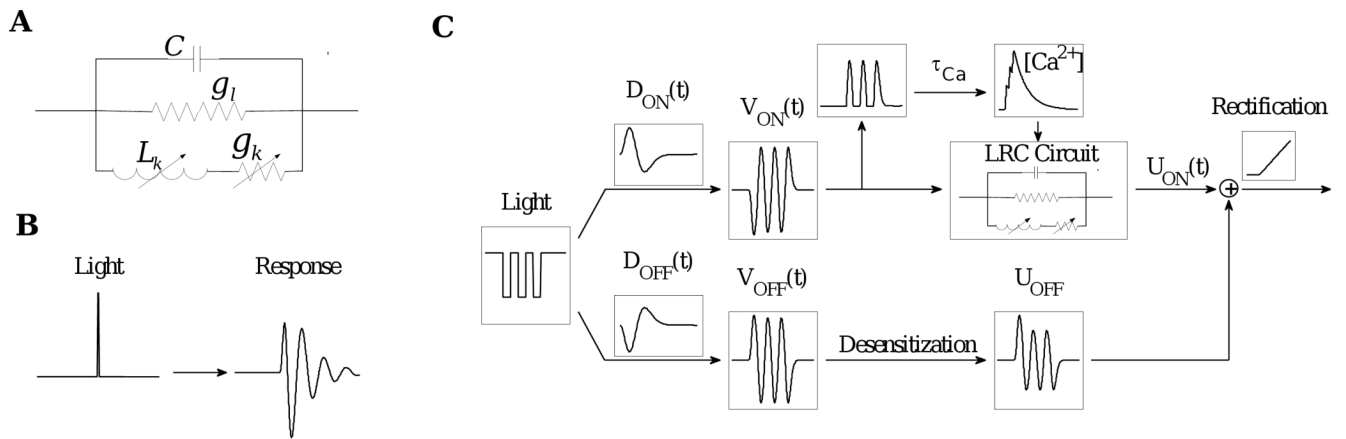 A
C
g_l
L_k
g_k
B
Light
Response
C
Light
D_ON(t)
V_ON(t)
τ_Ca
[Ca²⁺]
LRC Circuit
U_ON(t)
Rectification
+
D_OFF(t)
V_OFF(t)
Desensitization
U_OFF